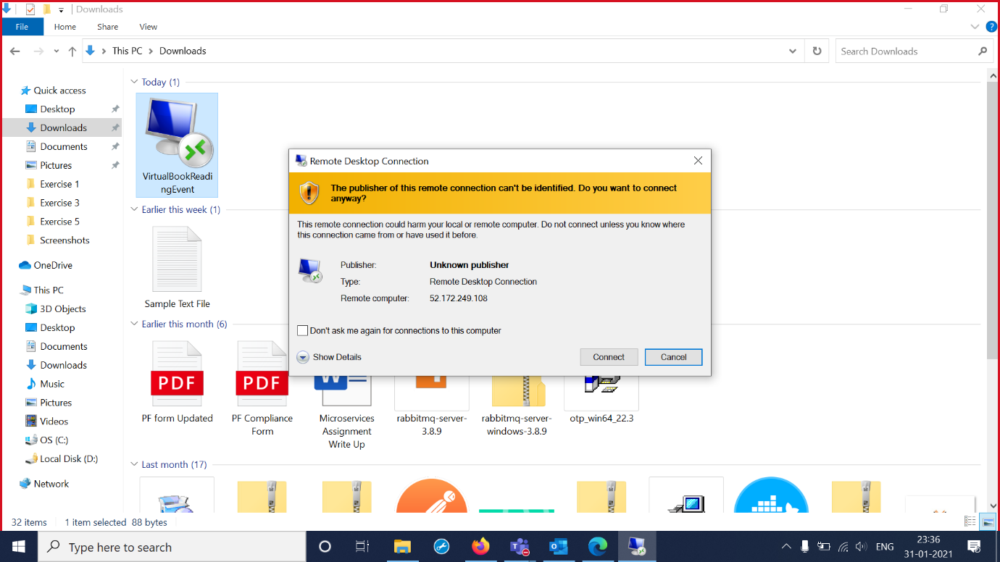 Downloads
File
Home
Share
View
?
This PC
Downloads
Search Downloads
Quick access
Desktop
Downloads
Documents
Pictures
Exercise 1
Exercise 3
Exercise 5
Screenshots
OneDrive
This PC
3D Objects
Desktop
Documents
Downloads
Music
Pictures
Videos
OS (C:)
Local Disk (D:)
Network
Today (1)
VirtualBookReadi
ngEvent
Earlier this week (1)
Sample Text File
Earlier this month (6)
PDF
PF form Updated
PDF
PF Compliance
Form
W
Microservices
Assignment
Write Up
rabbitmq-server-
3.8.9
rabbitmq-server-
windows-3.8.9
otp_win64_22.3
Last month (17)
Remote Desktop Connection
The publisher of this remote connection can't be identified. Do you want to connect
anyway?
This remote connection could harm your local or remote computer. Do not connect unless you know where
this connection came from or have used it before.
Publisher:
Unknown publisher
Type:
Remote Desktop Connection
Remote computer:
52.172.249.108
Don't ask me again for connections to this computer
Show Details
Connect
Cancel
32 items
1 item selected 88 bytes
Type here to search
ENG
23:36
31-01-2021